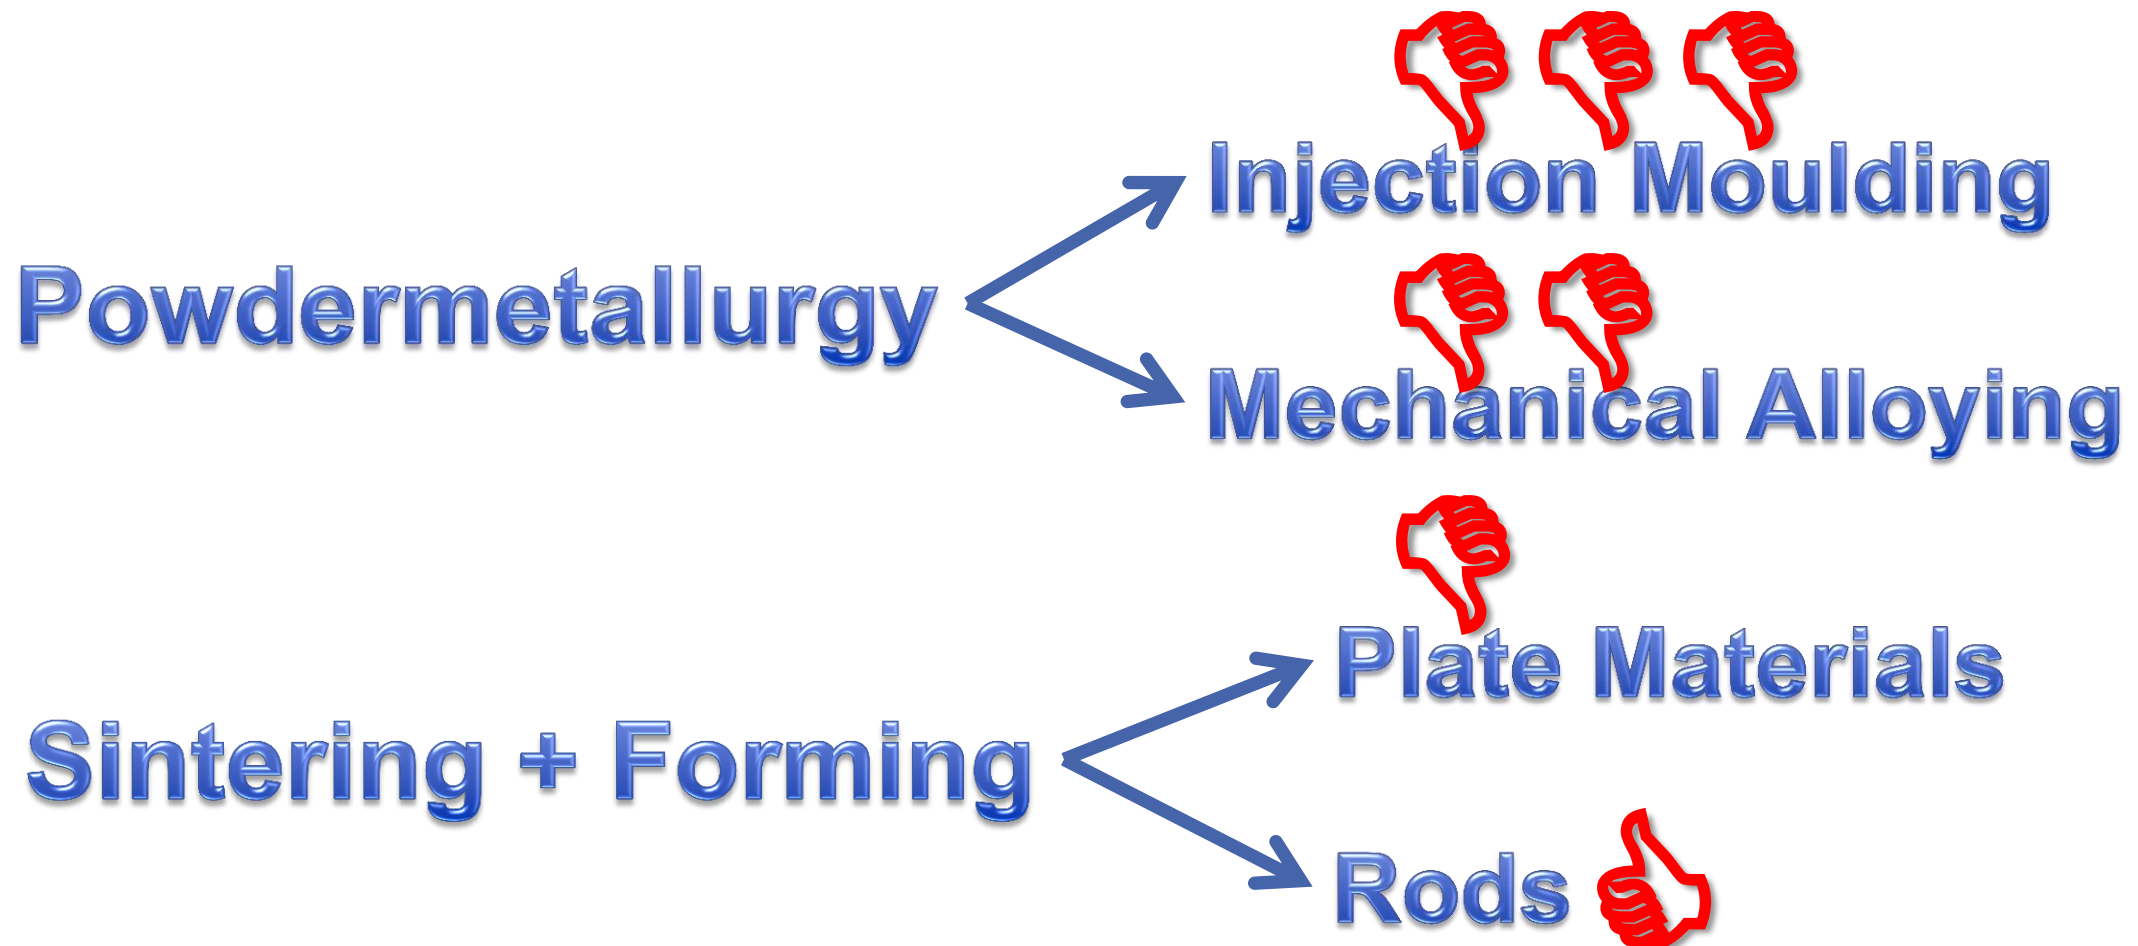 Injection Moulding
Powdermetallurgy
Mechanical Alloying
Plate Materials
Sintering + Forming
Rods